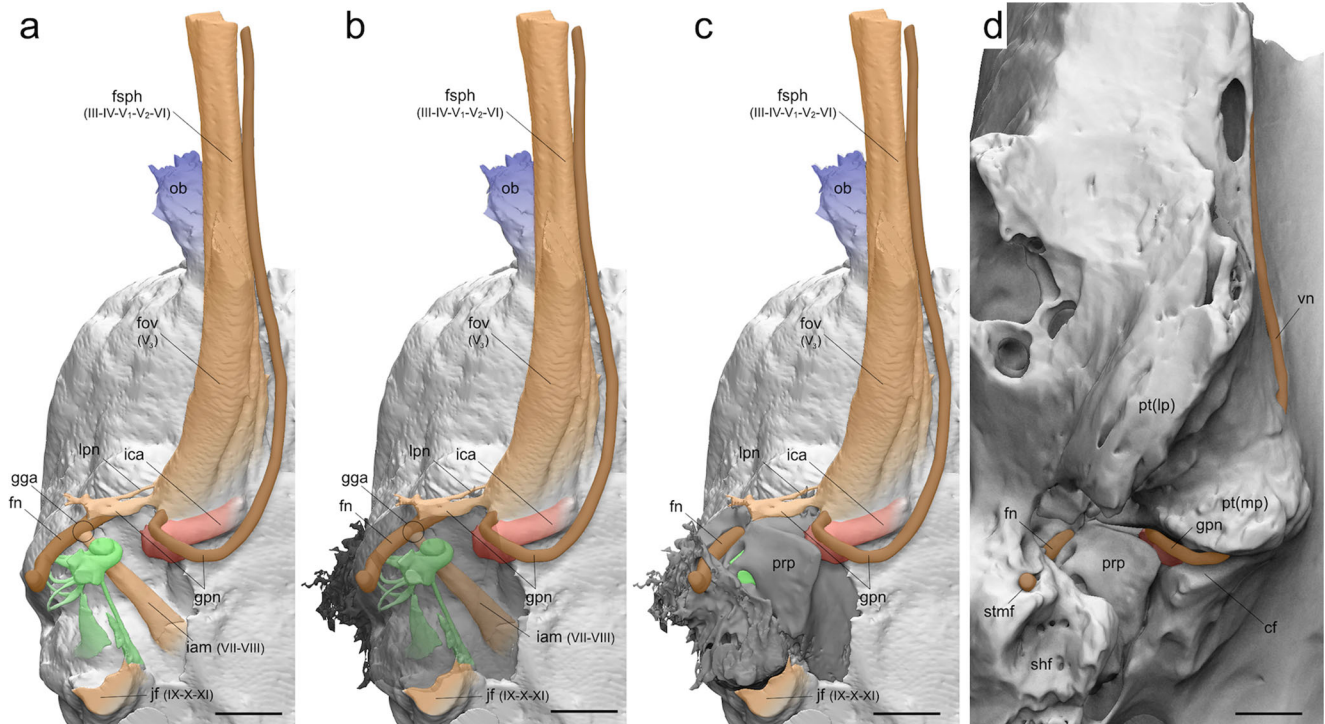 a
fsph
(III-IV-V₁-V₂-VI)
ob
fov
(V₃)
lpn
ica
gga
fn
gpn
iam (VII-VIII)
jf (IX-X-XI)
b
fsph
(III-IV-V₁-V₂-VI)
ob
fov
(V₃)
lpn
ica
gga
fn
gpn
iam (VII-VIII)
jf (IX-X-XI)
c
fsph
(III-IV-V₁-V₂-VI)
ob
fov
(V₃)
lpn
ica
fn
prp
gpn
jf (IX-X-XI)
d
vn
pt(lp)
pt(mp)
fn
gpn
prp
stmf
cf
shf